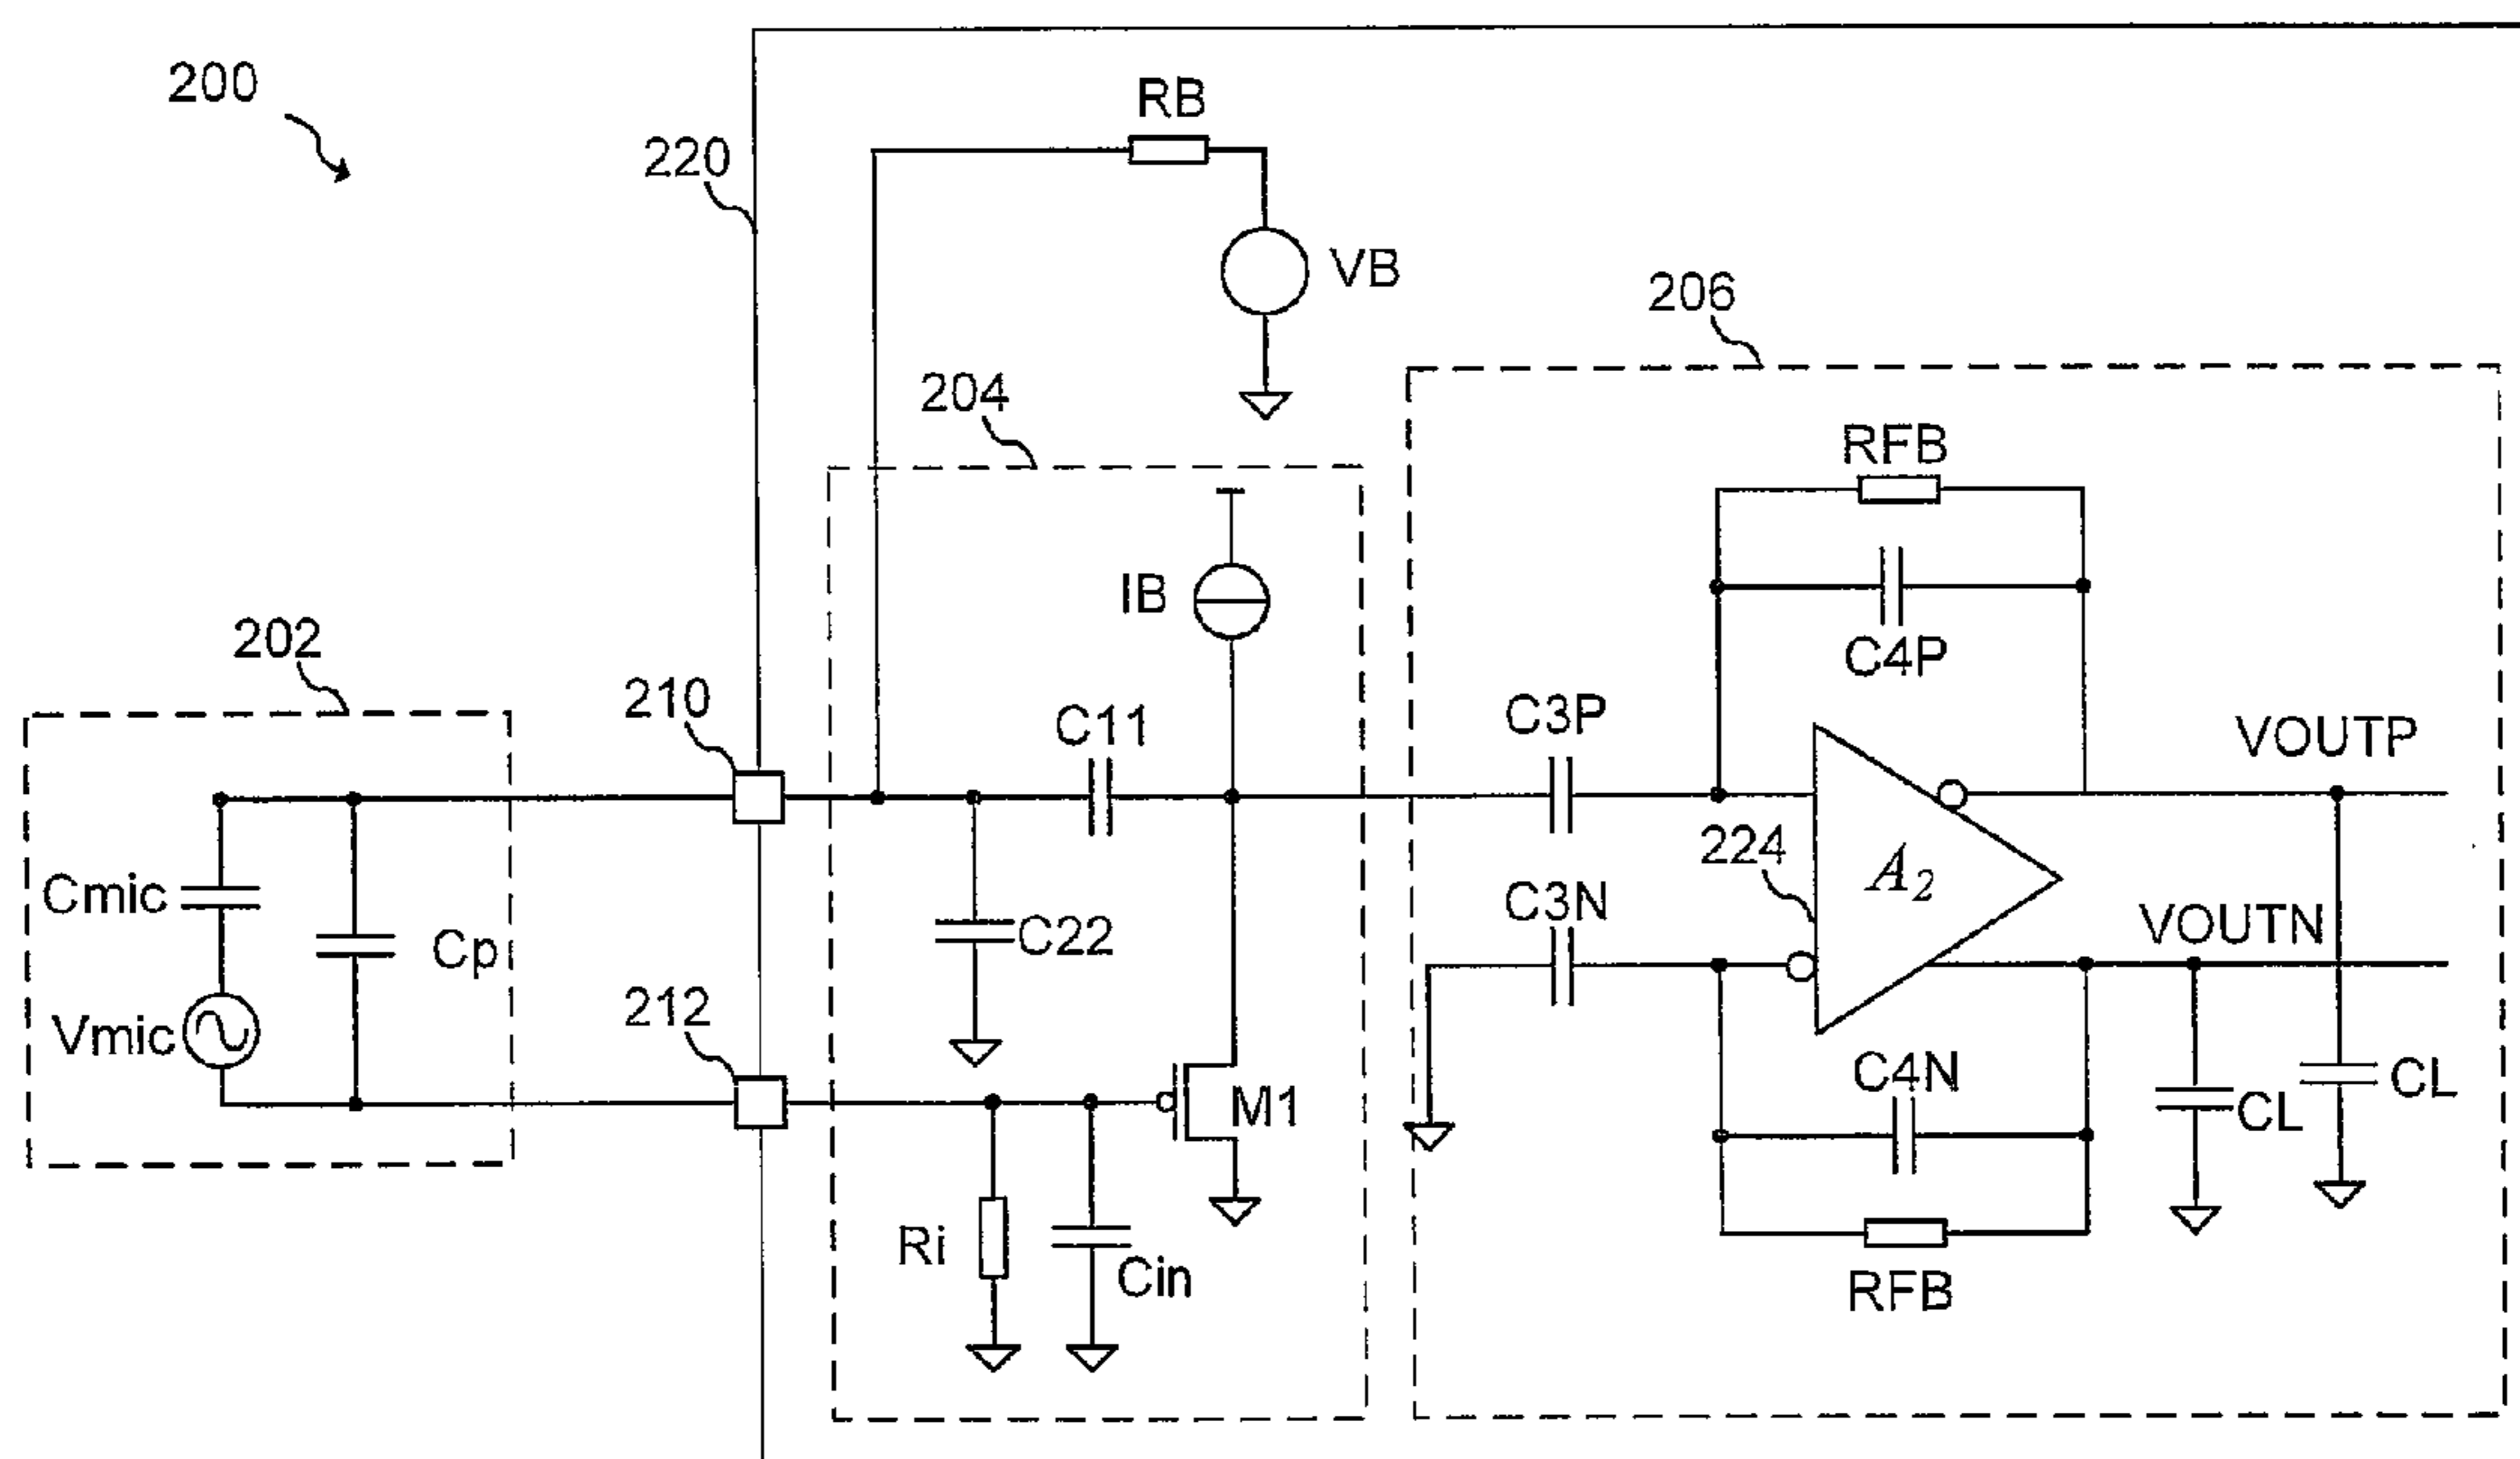 200
220
RB
VB
206
204
RFB
IB
C4P
202
210
C11
C3P
VOUTP
Cmic
224
A2
C3N
VOUTN
Cp
C22
212
Vmic
M1
C4N
CL
CL
Ri
Cin
RFB